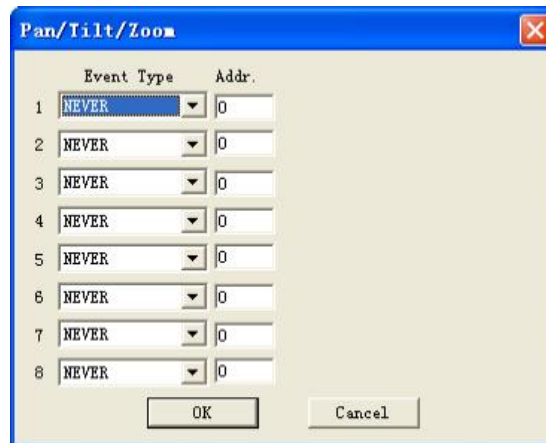 Pan/Tilt/Zoom
Event Type Addr.
1 NEVER 0
2 NEVER 0
3 NEVER 0
4 NEVER 0
5 NEVER 0
6 NEVER 0
7 NEVER 0
8 NEVER 0
OK Cancel